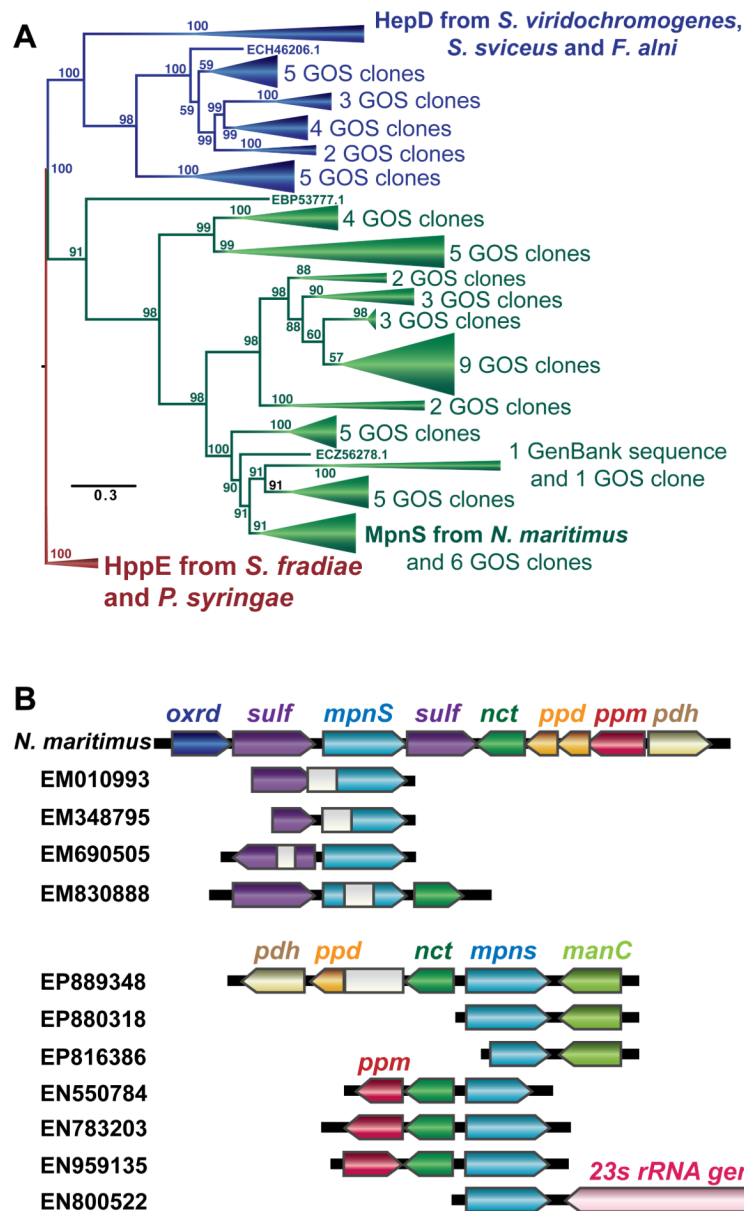 A
HepD from S. viridochromogenes,
S. sviceus and F. alni
100
ECH46206.1
100
100
59
5 GOS clones
59
100
3 GOS clones
99
99
4 GOS clones
98
99
100
2 GOS clones
100
100
5 GOS clones
EBP53777.1
91
100
4 GOS clones
99
99
5 GOS clones
88
2 GOS clones
98
98
90
3 GOS clones
88
98
3 GOS clones
98
60
57
9 GOS clones
98
100
2 GOS clones
100
5 GOS clones
100
ECZ56278.1
1 GenBank sequence
and 1 GOS clone
91
100
90
91
5 GOS clones
0.3
91
91
MpnS from N. maritimus
and 6 GOS clones
100
HppE from S. fradiae
and P. syringae
B
oxrd sulf mpnS sulf nct ppd ppm pdh
N. maritimus
EM010993
EM348795
EM690505
EM830888
pdh ppd nct mpns manC
EP889348
EP880318
EP816386
ppm
EN550784
EN783203
EN959135
23s rRNA ger
EN800522